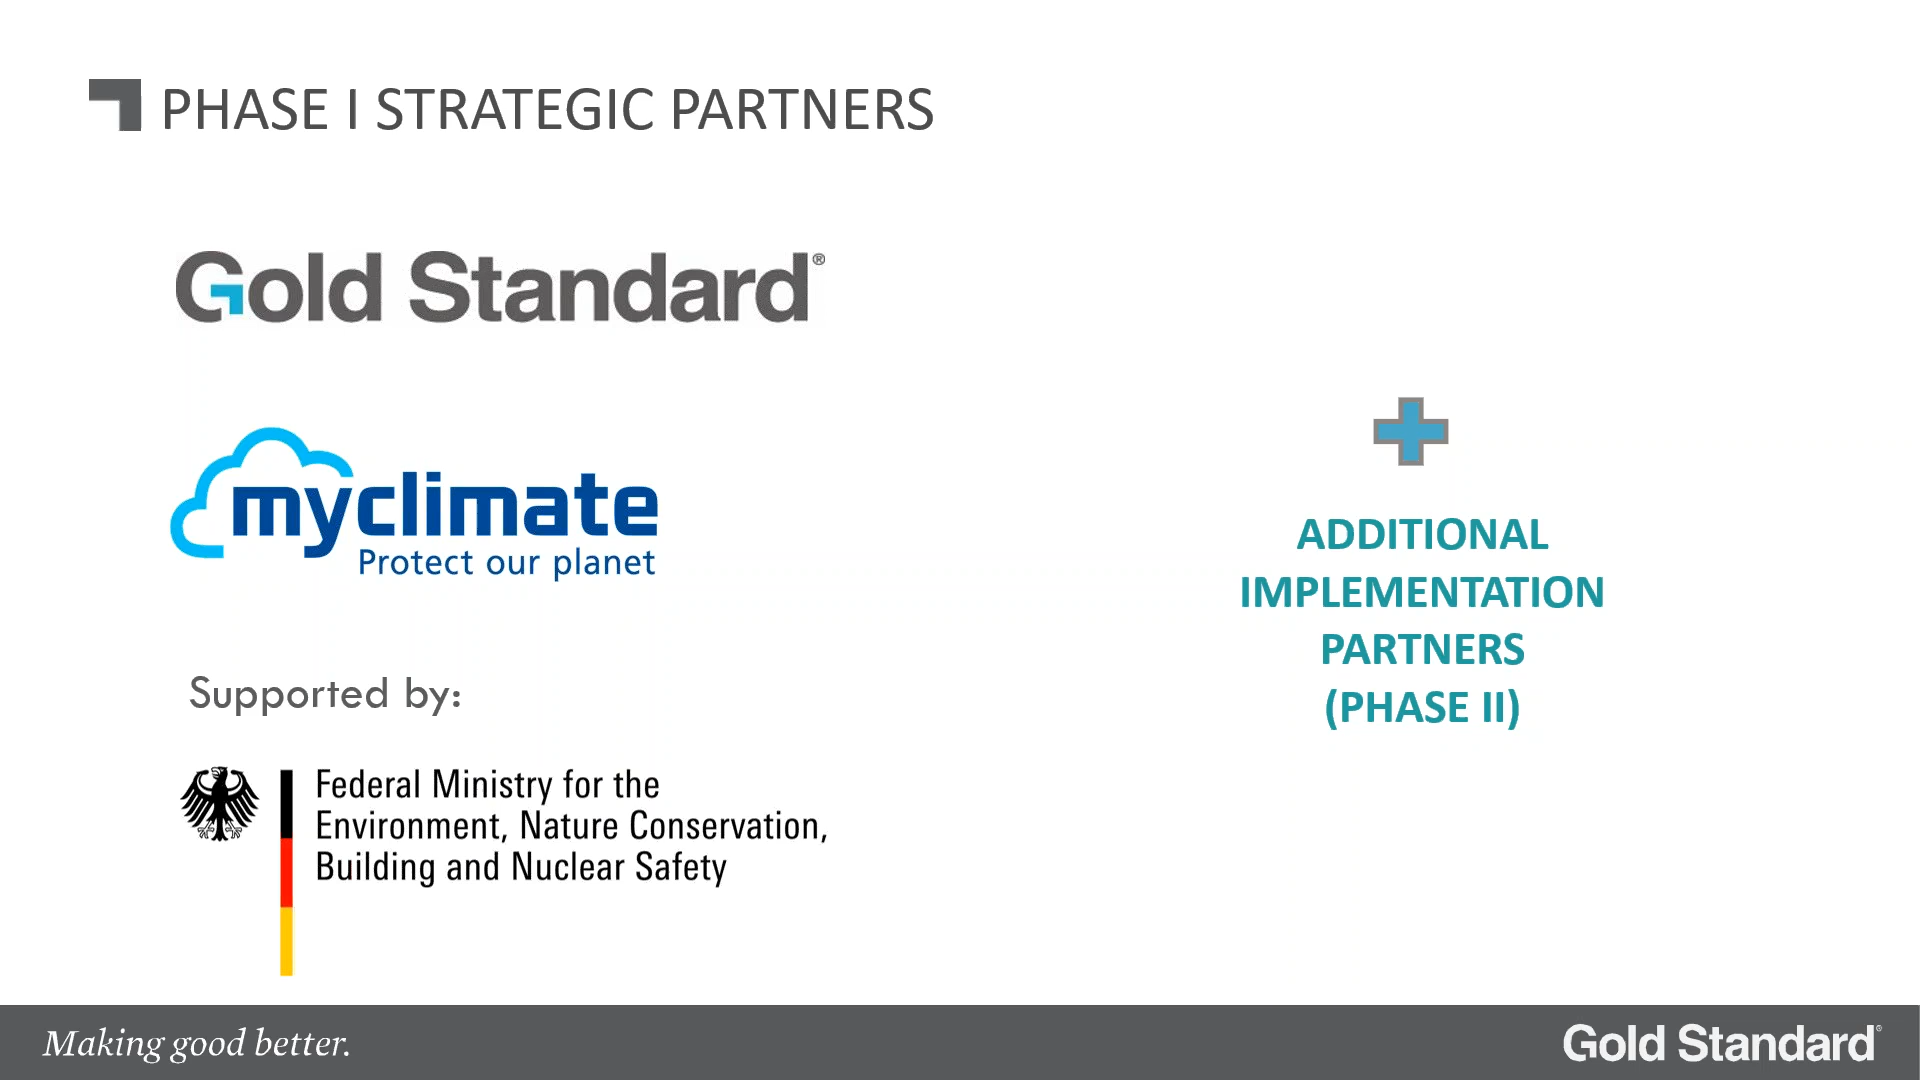 PHASE I STRATEGIC PARTNERS
Gold Standard®
myclimate
Protect our planet
Supported by:
Federal Ministry for the
Environment, Nature Conservation,
Building and Nuclear Safety
ADDITIONAL
IMPLEMENTATION
PARTNERS
(PHASE II)
Making good better.
Gold Standard®